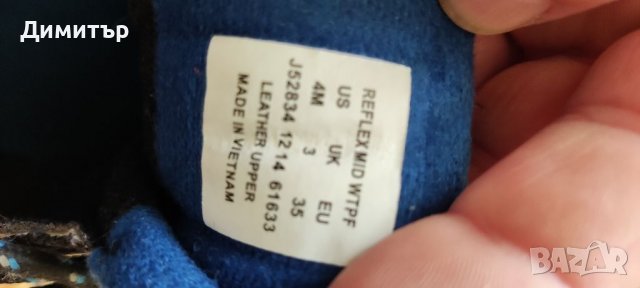 Димитър
REFLEX MID WTPF
US UK EU
4M 3 35
J52834 12 14 61633
LEATHER UPPER
MADE IN VIETNAM
BAZAR.bg